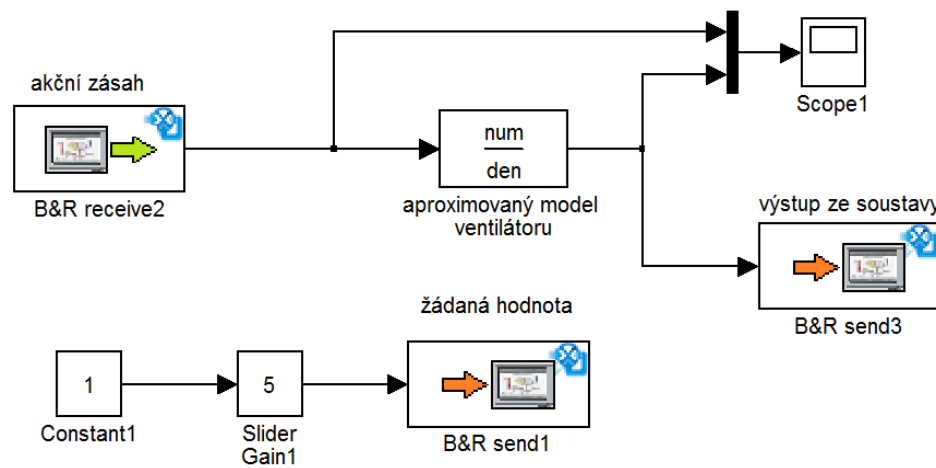 akční zásah
B&R receive2
num
den
aproximovaný model
ventilátoru
Scope1
výstup ze soustavy
B&R send3
žádaná hodnota
1
Constant1
5
Slider
Gain1
B&R send1